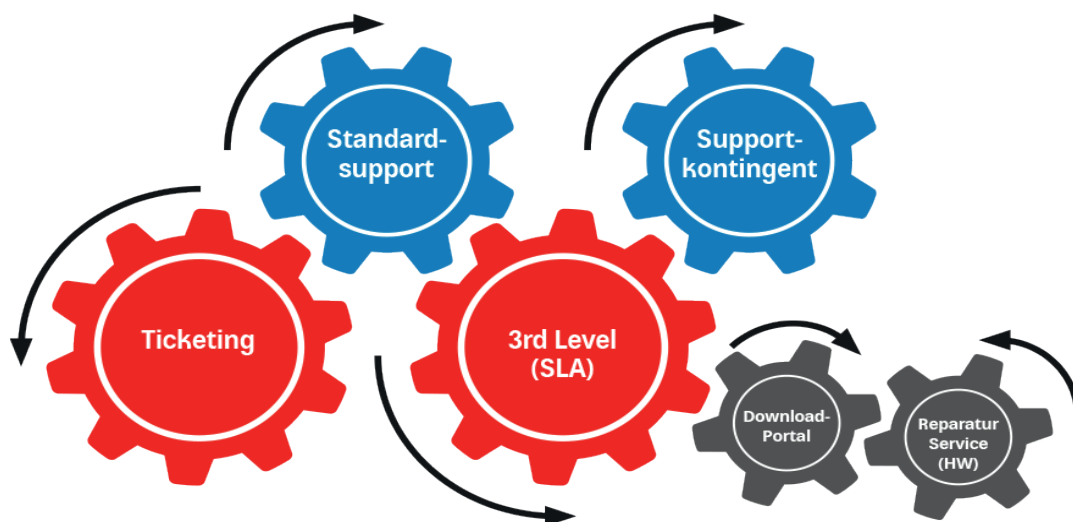 Standard-
support
Support-
kontingent
Ticketing
3rd Level
(SLA)
Download-
Portal
Reparatur
Service
(HW)